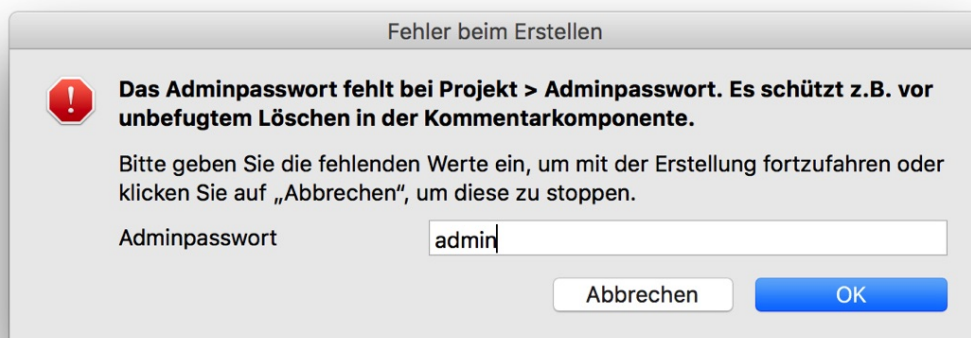 Fehler beim Erstellen
Das Adminpasswort fehlt bei Projekt > Adminpasswort. Es schützt z.B. vor
unbefugtem Löschen in der Kommentarkomponente.
Bitte geben Sie die fehlenden Werte ein, um mit der Erstellung fortzufahren oder
klicken Sie auf „Abbrechen“, um diese zu stoppen.
Adminpasswort admin
Abbrechen OK